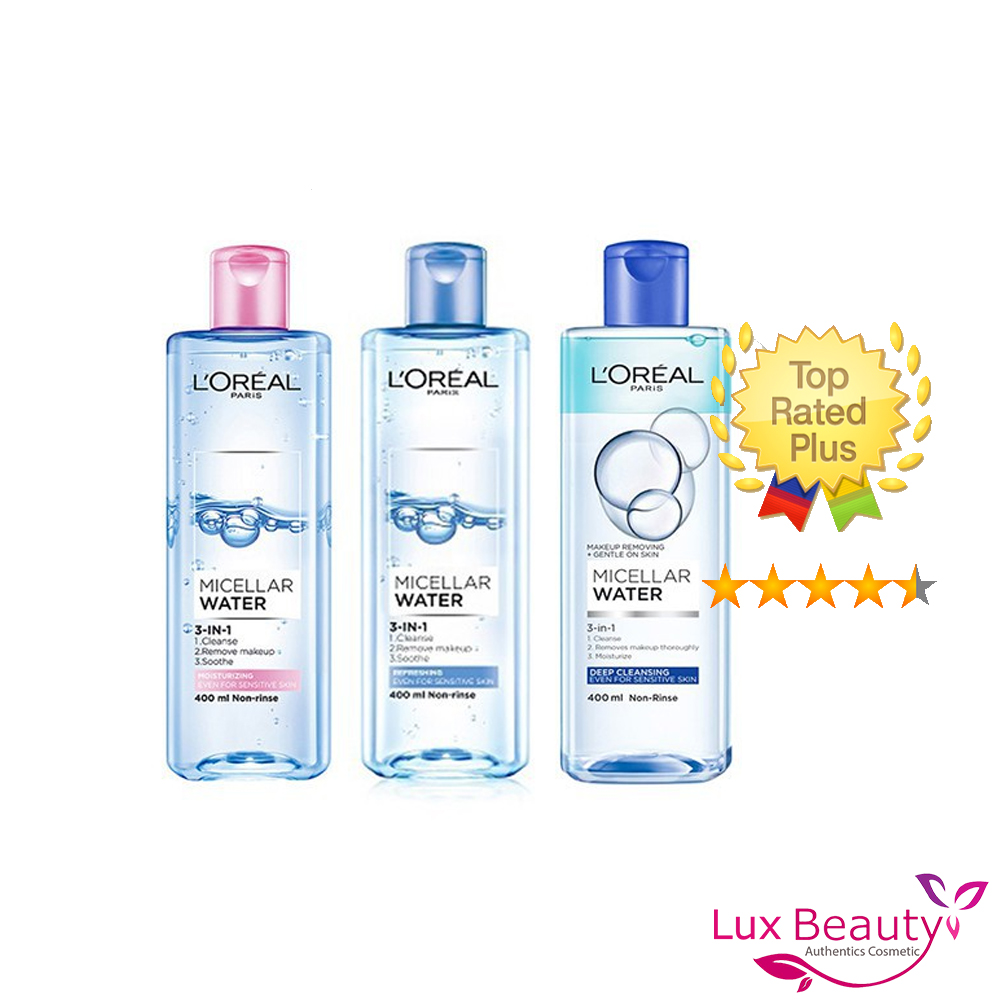 L'ORÉAL
PARIS
MICELLAR
WATER
3-IN-1
1.Cleanse
2.Remove makeup
3.Soothe
MOISTURIZING
EVEN FOR SENSITIVE SKIN
400 ml Non-rinse
L'ORÉAL
PARIS
MICELLAR
WATER
3-IN-1
1.Cleanse
2.Remove makeup
3.Soothe
REFRESHING
EVEN FOR SENSITIVE SKIN
400 ml Non-rinse
L'ORÉAL
PARIS
MAKEUP REMOVING
+ GENTLE ON SKIN
MICELLAR
WATER
3-in-1
1. Cleanse
2. Removes makeup thoroughly
3. Moisturize
DEEP CLEANSING
EVEN FOR SENSITIVE SKIN
400 ml Non-Rinse
Top
Rated
Plus
Lux Beauty
Authentics Cosmetic